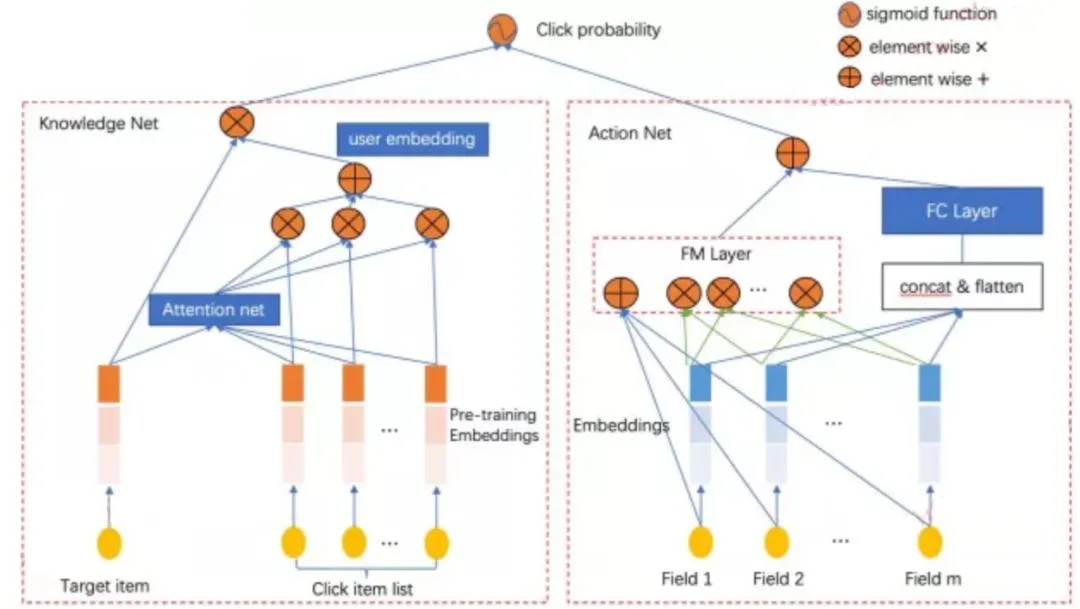 Click probability
sigmoid function
element wise ×
element wise +
Knowledge Net
user embedding
Attention net
Pre-training
Embeddings
...
...
Target item
Click item list
Action Net
FC Layer
FM Layer
...
concat & flatten
Embeddings
...
...
Field 1
Field 2
Field m